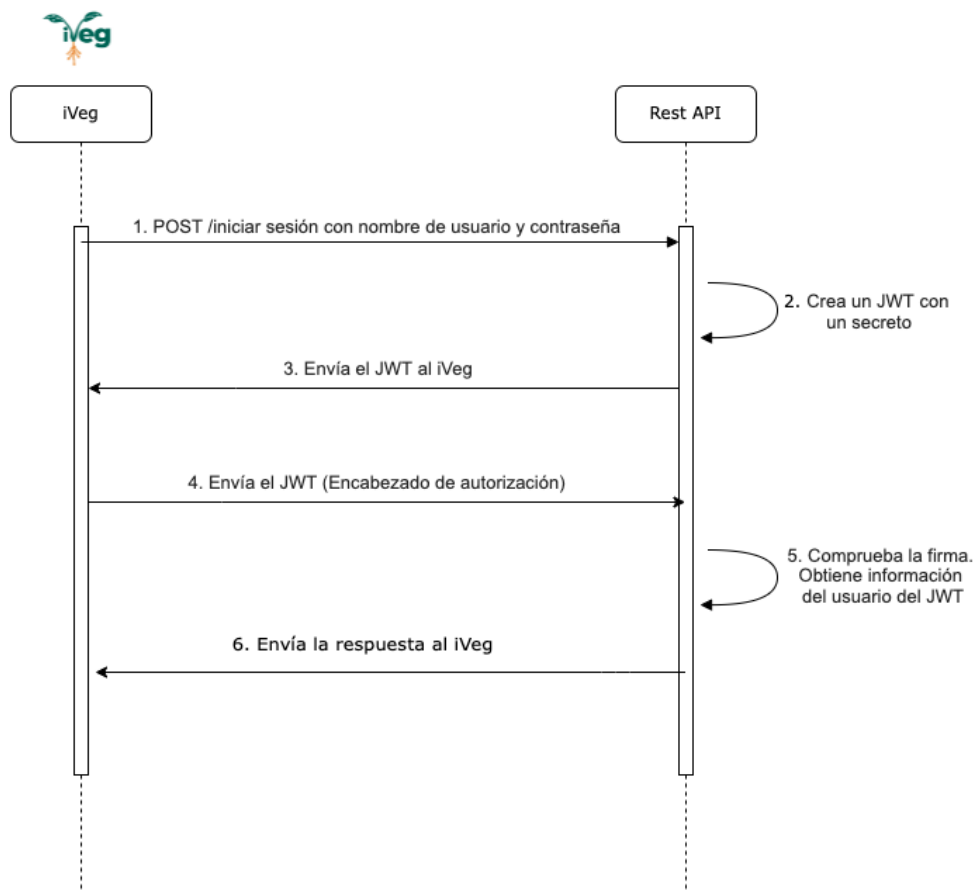 iVeg
iVeg
Rest API
1. POST /iniciar sesión con nombre de usuario y contraseña
2. Crea un JWT con
un secreto
3. Envía el JWT al iVeg
4. Envía el JWT (Encabezado de autorización)
5. Comprueba la firma.
Obtiene información
del usuario del JWT
6. Envía la respuesta al iVeg